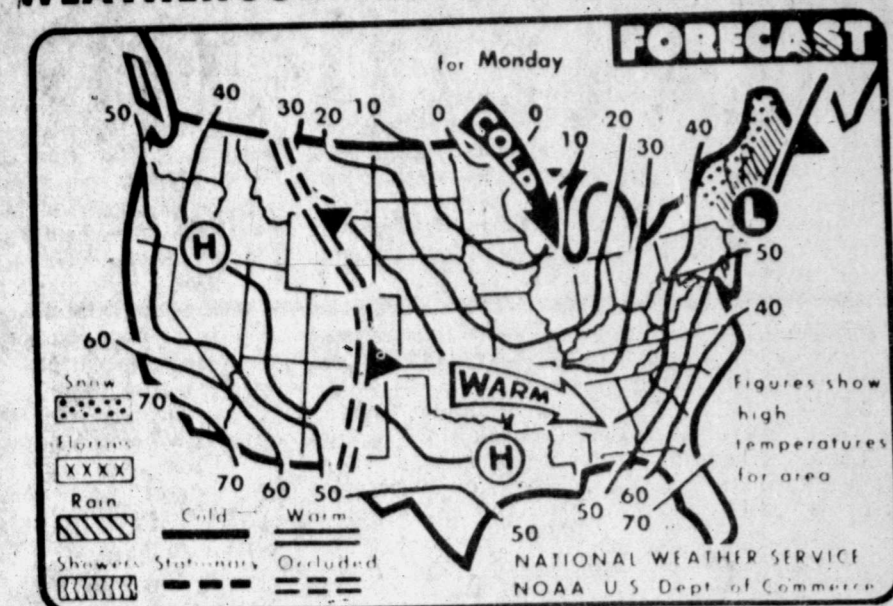 FORECAST
for Monday
50 40 30 20 10 0 0 10 20 30 40
COLD
H
L
50
40
60
70
WARM
H
Snow
Flurries
Rain
Showers
Cold
Warm
Stationary
Occluded
70 60 50
50 50 60 70
Figures show
high
temperatures
for area
NATIONAL WEATHER SERVICE
NOAA U S Dept. of Commerce